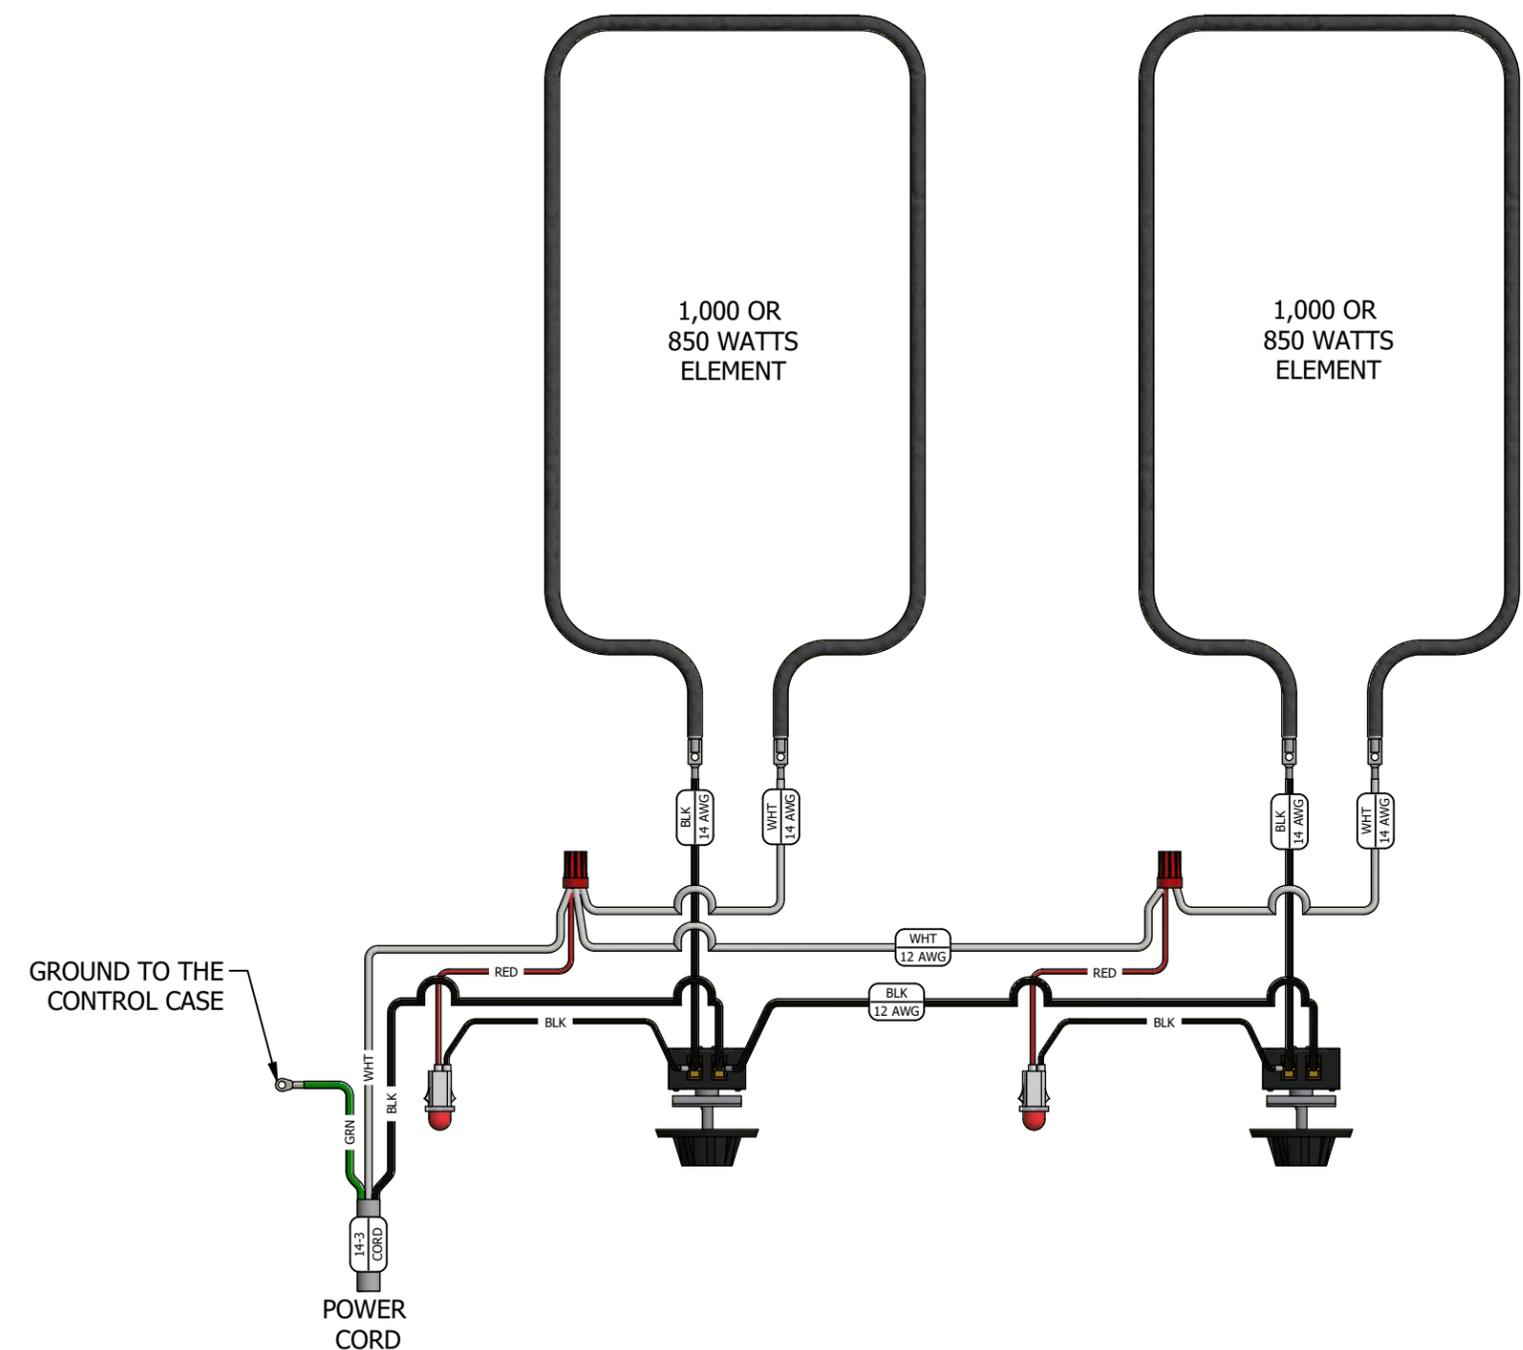 1,000 OR
850 WATTS
ELEMENT
1,000 OR
850 WATTS
ELEMENT
BLK
14 AWG
WHT
14 AWG
BLK
14 AWG
WHT
14 AWG
WHT
12 AWG
RED
RED
GROUND TO THE
CONTROL CASE
BLK
12 AWG
BLK
BLK
WHT
BLK
GRN
14-3
CORD
POWER
CORD